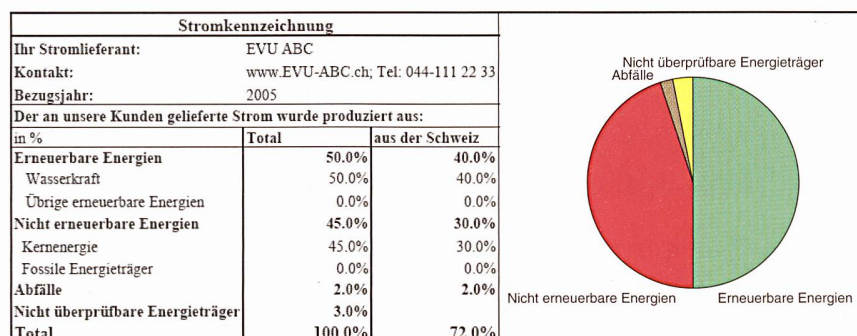 Stromkennzeichnung
Ihr Stromlieferant: EVU ABC
Kontakt: www.EVU-ABC.ch; Tel: 044-111 22 33
Bezugsjahr: 2005
Der an unsere Kunden gelieferte Strom wurde produziert aus:
in % Total aus der Schweiz
Erneuerbare Energien 50.0% 40.0%
Wasserkraft 50.0% 40.0%
Übrige erneuerbare Energien 0.0% 0.0%
Nicht erneuerbare Energien 45.0% 30.0%
Kernenergie 45.0% 30.0%
Fossile Energieträger 0.0% 0.0%
Abfälle 2.0% 2.0%
Nicht überprüfbare Energieträger 3.0%
Total 100.0% 72.0%
Nicht überprüfbare Energieträger
Abfälle
Nicht erneuerbare Energien Erneuerbare Energien